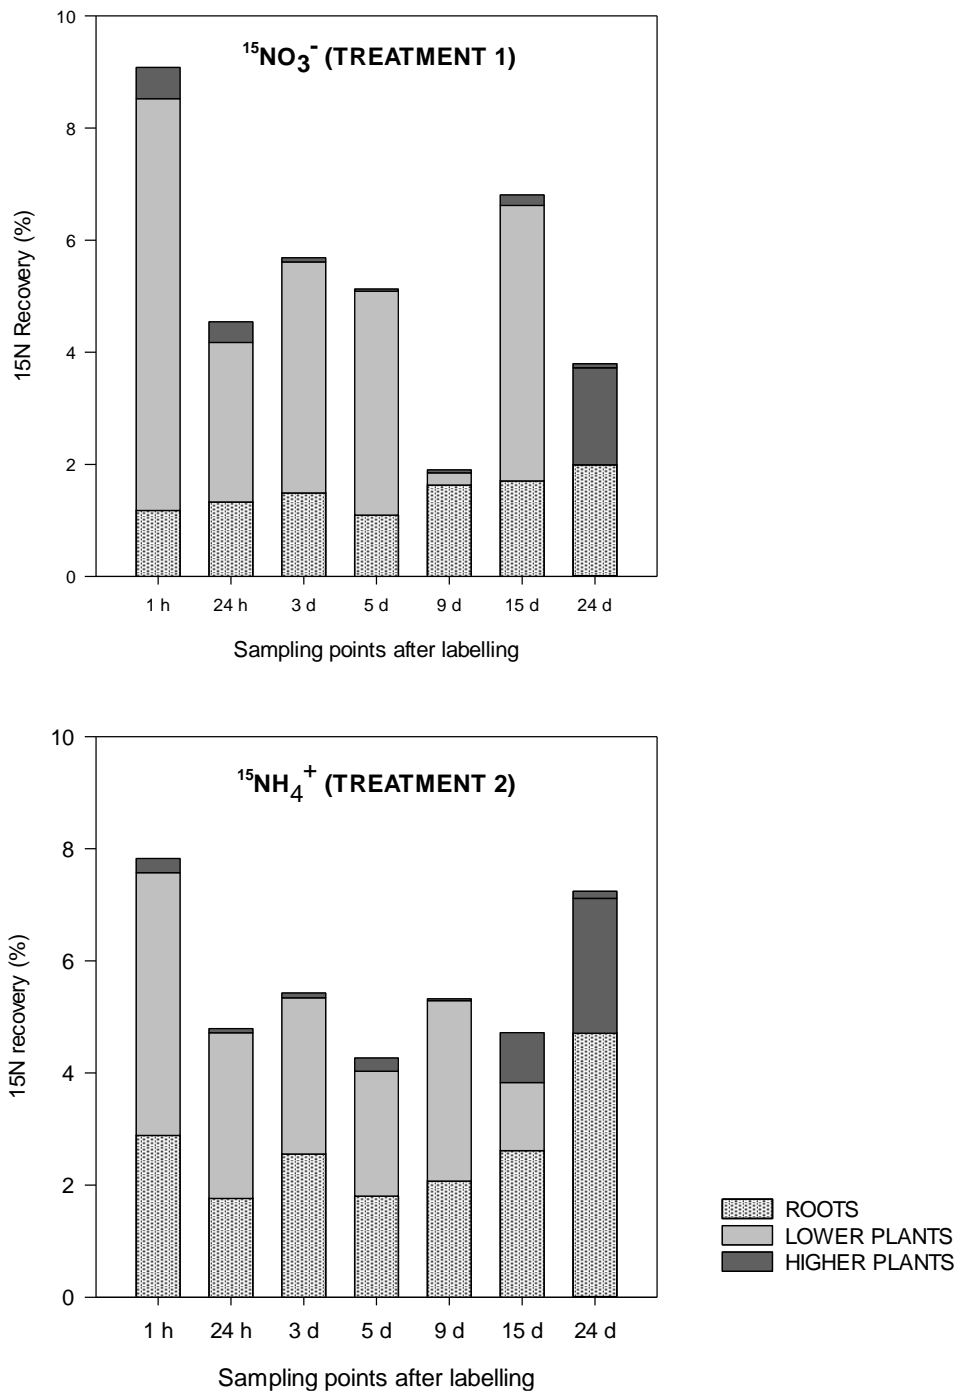 ¹⁵NO₃⁻ (TREATMENT 1)
10
8
6
4
2
0
15N Recovery (%)
1 h 24 h 3 d 5 d 9 d 15 d 24 d
Sampling points after labelling
¹⁵NH₄⁺ (TREATMENT 2)
10
8
6
4
2
0
15N recovery (%)
1 h 24 h 3 d 5 d 9 d 15 d 24 d
Sampling points after labelling
ROOTS
LOWER PLANTS
HIGHER PLANTS